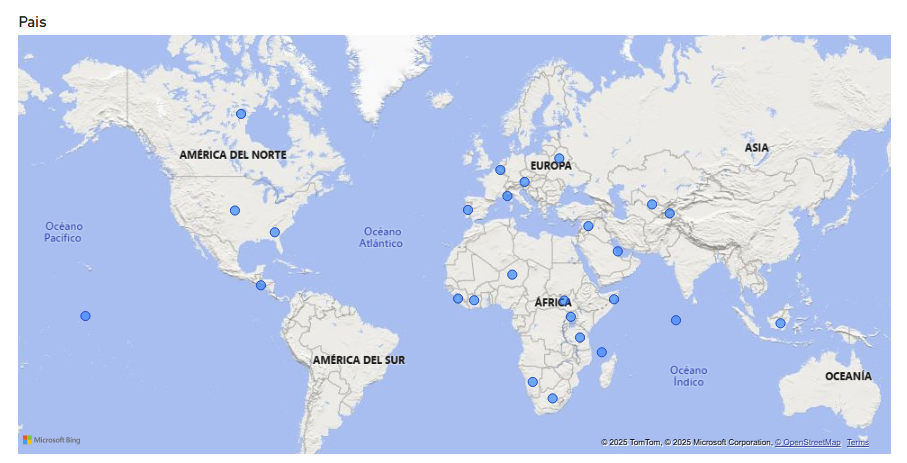 Pais
AMÉRICA DEL NORTE
EUROPA
ASIA
Océano
Pacífico
Océano
Atlántico
ÁFRICA
AMÉRICA DEL SUR
Océano
Índico
OCEANÍA
Microsoft Bing
© 2025 TomTom, © 2025 Microsoft Corporation, © OpenStreetMap Terms